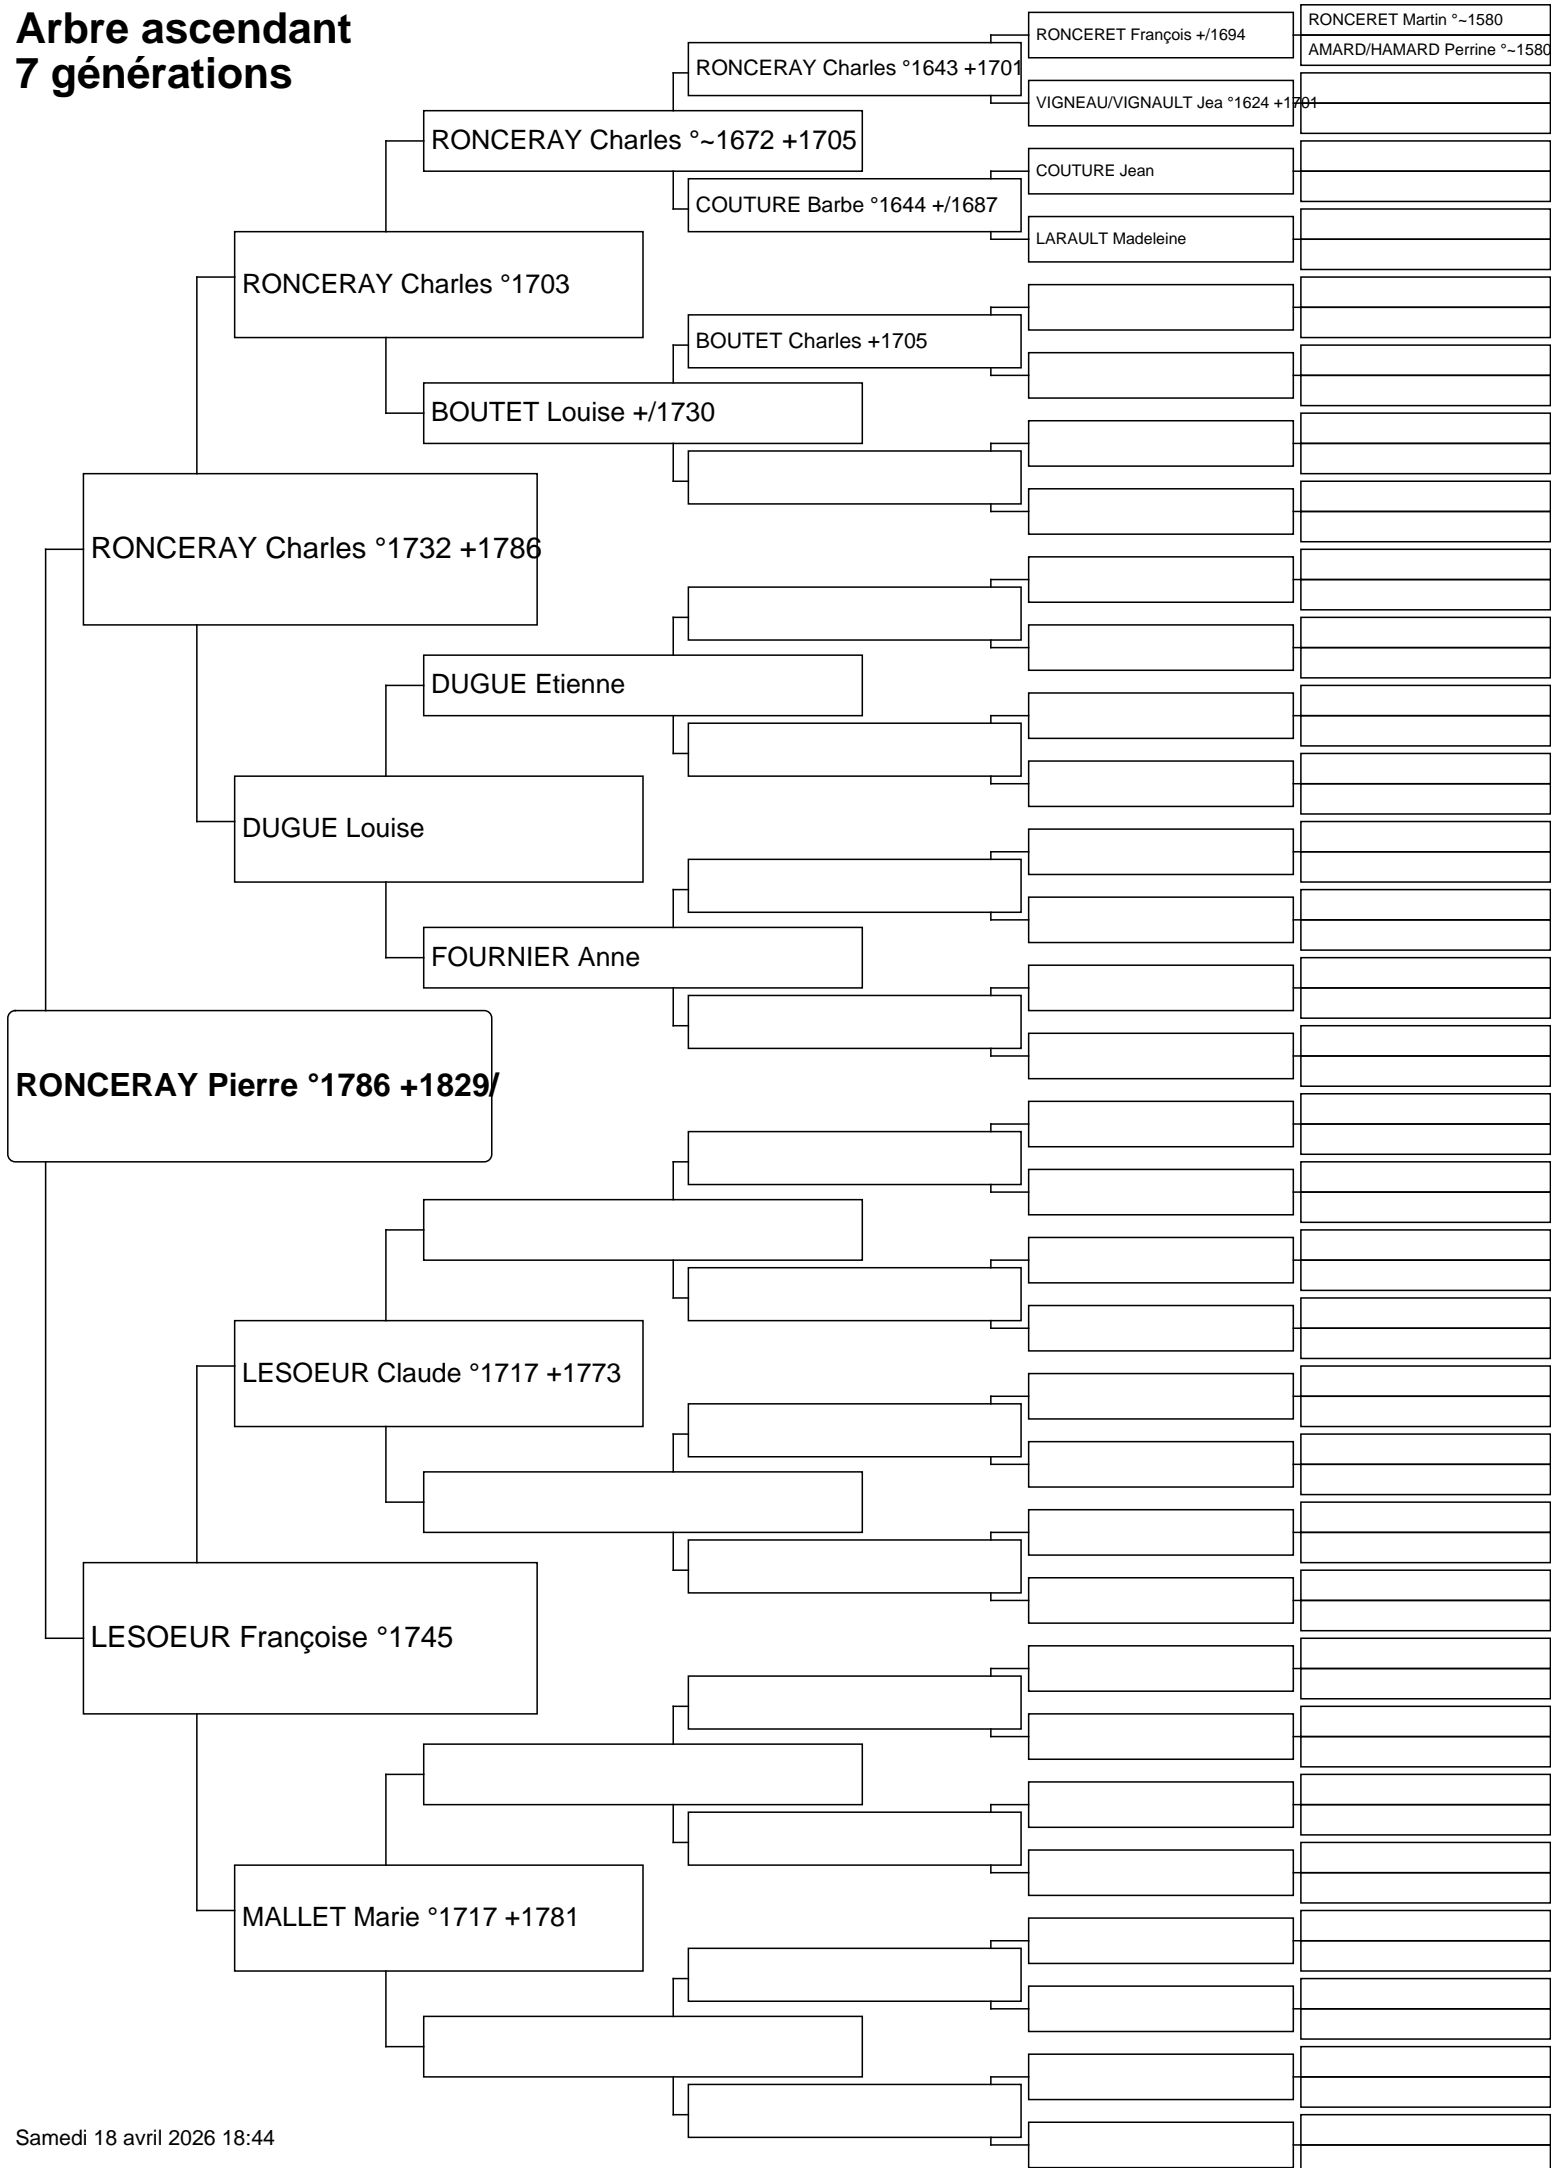 Arbre ascendant
7 générations
RONCERET François +/1694
RONCERET Martin °~1580
AMARD/HAMARD Perrine °~1580
RONCERAY Charles °1643 +1701
VIGNEAU/VIGNAULT Jea °1624 +1701
RONCERAY Charles °~1672 +1705
COUTURE Jean
COUTURE Barbe °1644 +/1687
LARAULT Madeleine
RONCERAY Charles °1703
BOUTET Charles +1705
BOUTET Louise +/1730
RONCERAY Charles °1732 +1786
DUGUE Etienne
DUGUE Louise
FOURNIER Anne
RONCERAY Pierre °1786 +1829/
LESOEUR Claude °1717 +1773
LESOEUR Françoise °1745
MALLET Marie °1717 +1781
Samedi 18 avril 2026 18:44